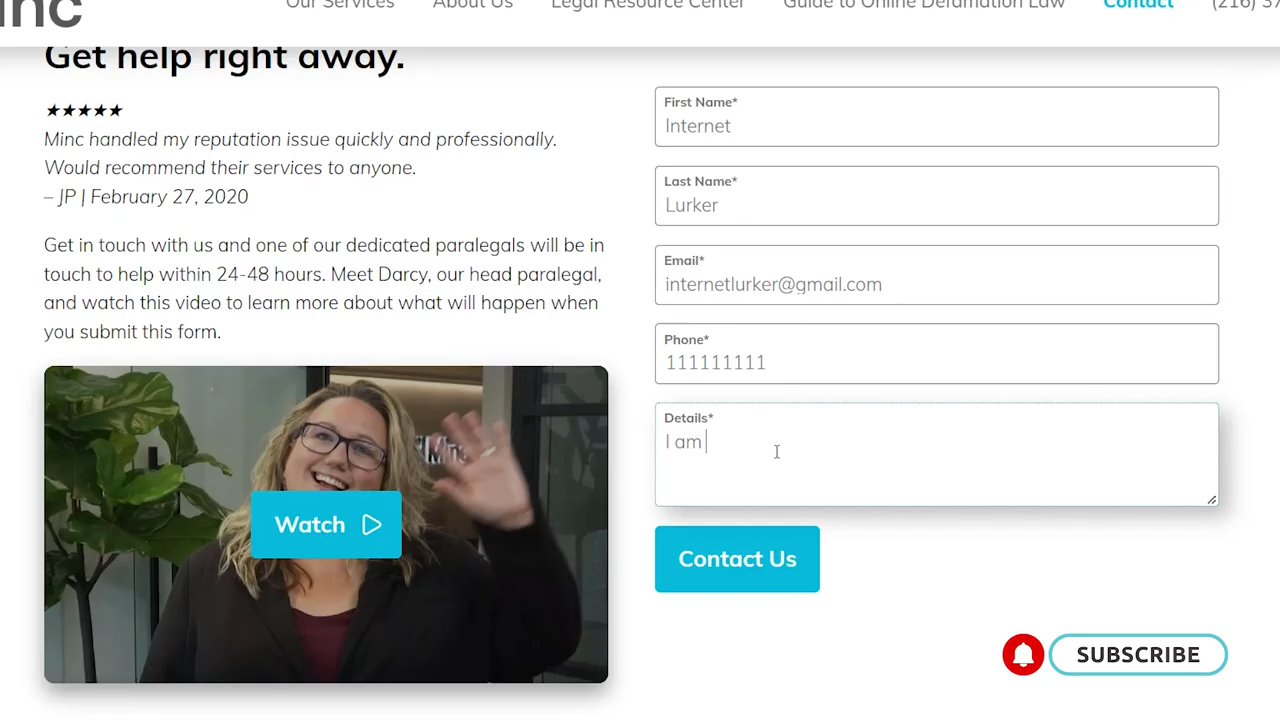 inc
Our Services
About Us
Legal Resource Center
Guide to Online Defamation Law
Contact
(216) 37
Get help right away.
★★★★★
Minc handled my reputation issue quickly and professionally.
Would recommend their services to anyone.
– JP | February 27, 2020
Get in touch with us and one of our dedicated paralegals will be in
touch to help within 24-48 hours. Meet Darcy, our head paralegal,
and watch this video to learn more about what will happen when
you submit this form.
Watch
First Name*
Internet
Last Name*
Lurker
Email*
internetlurker@gmail.com
Phone*
111111111
Details*
I am
Contact Us
SUBSCRIBE